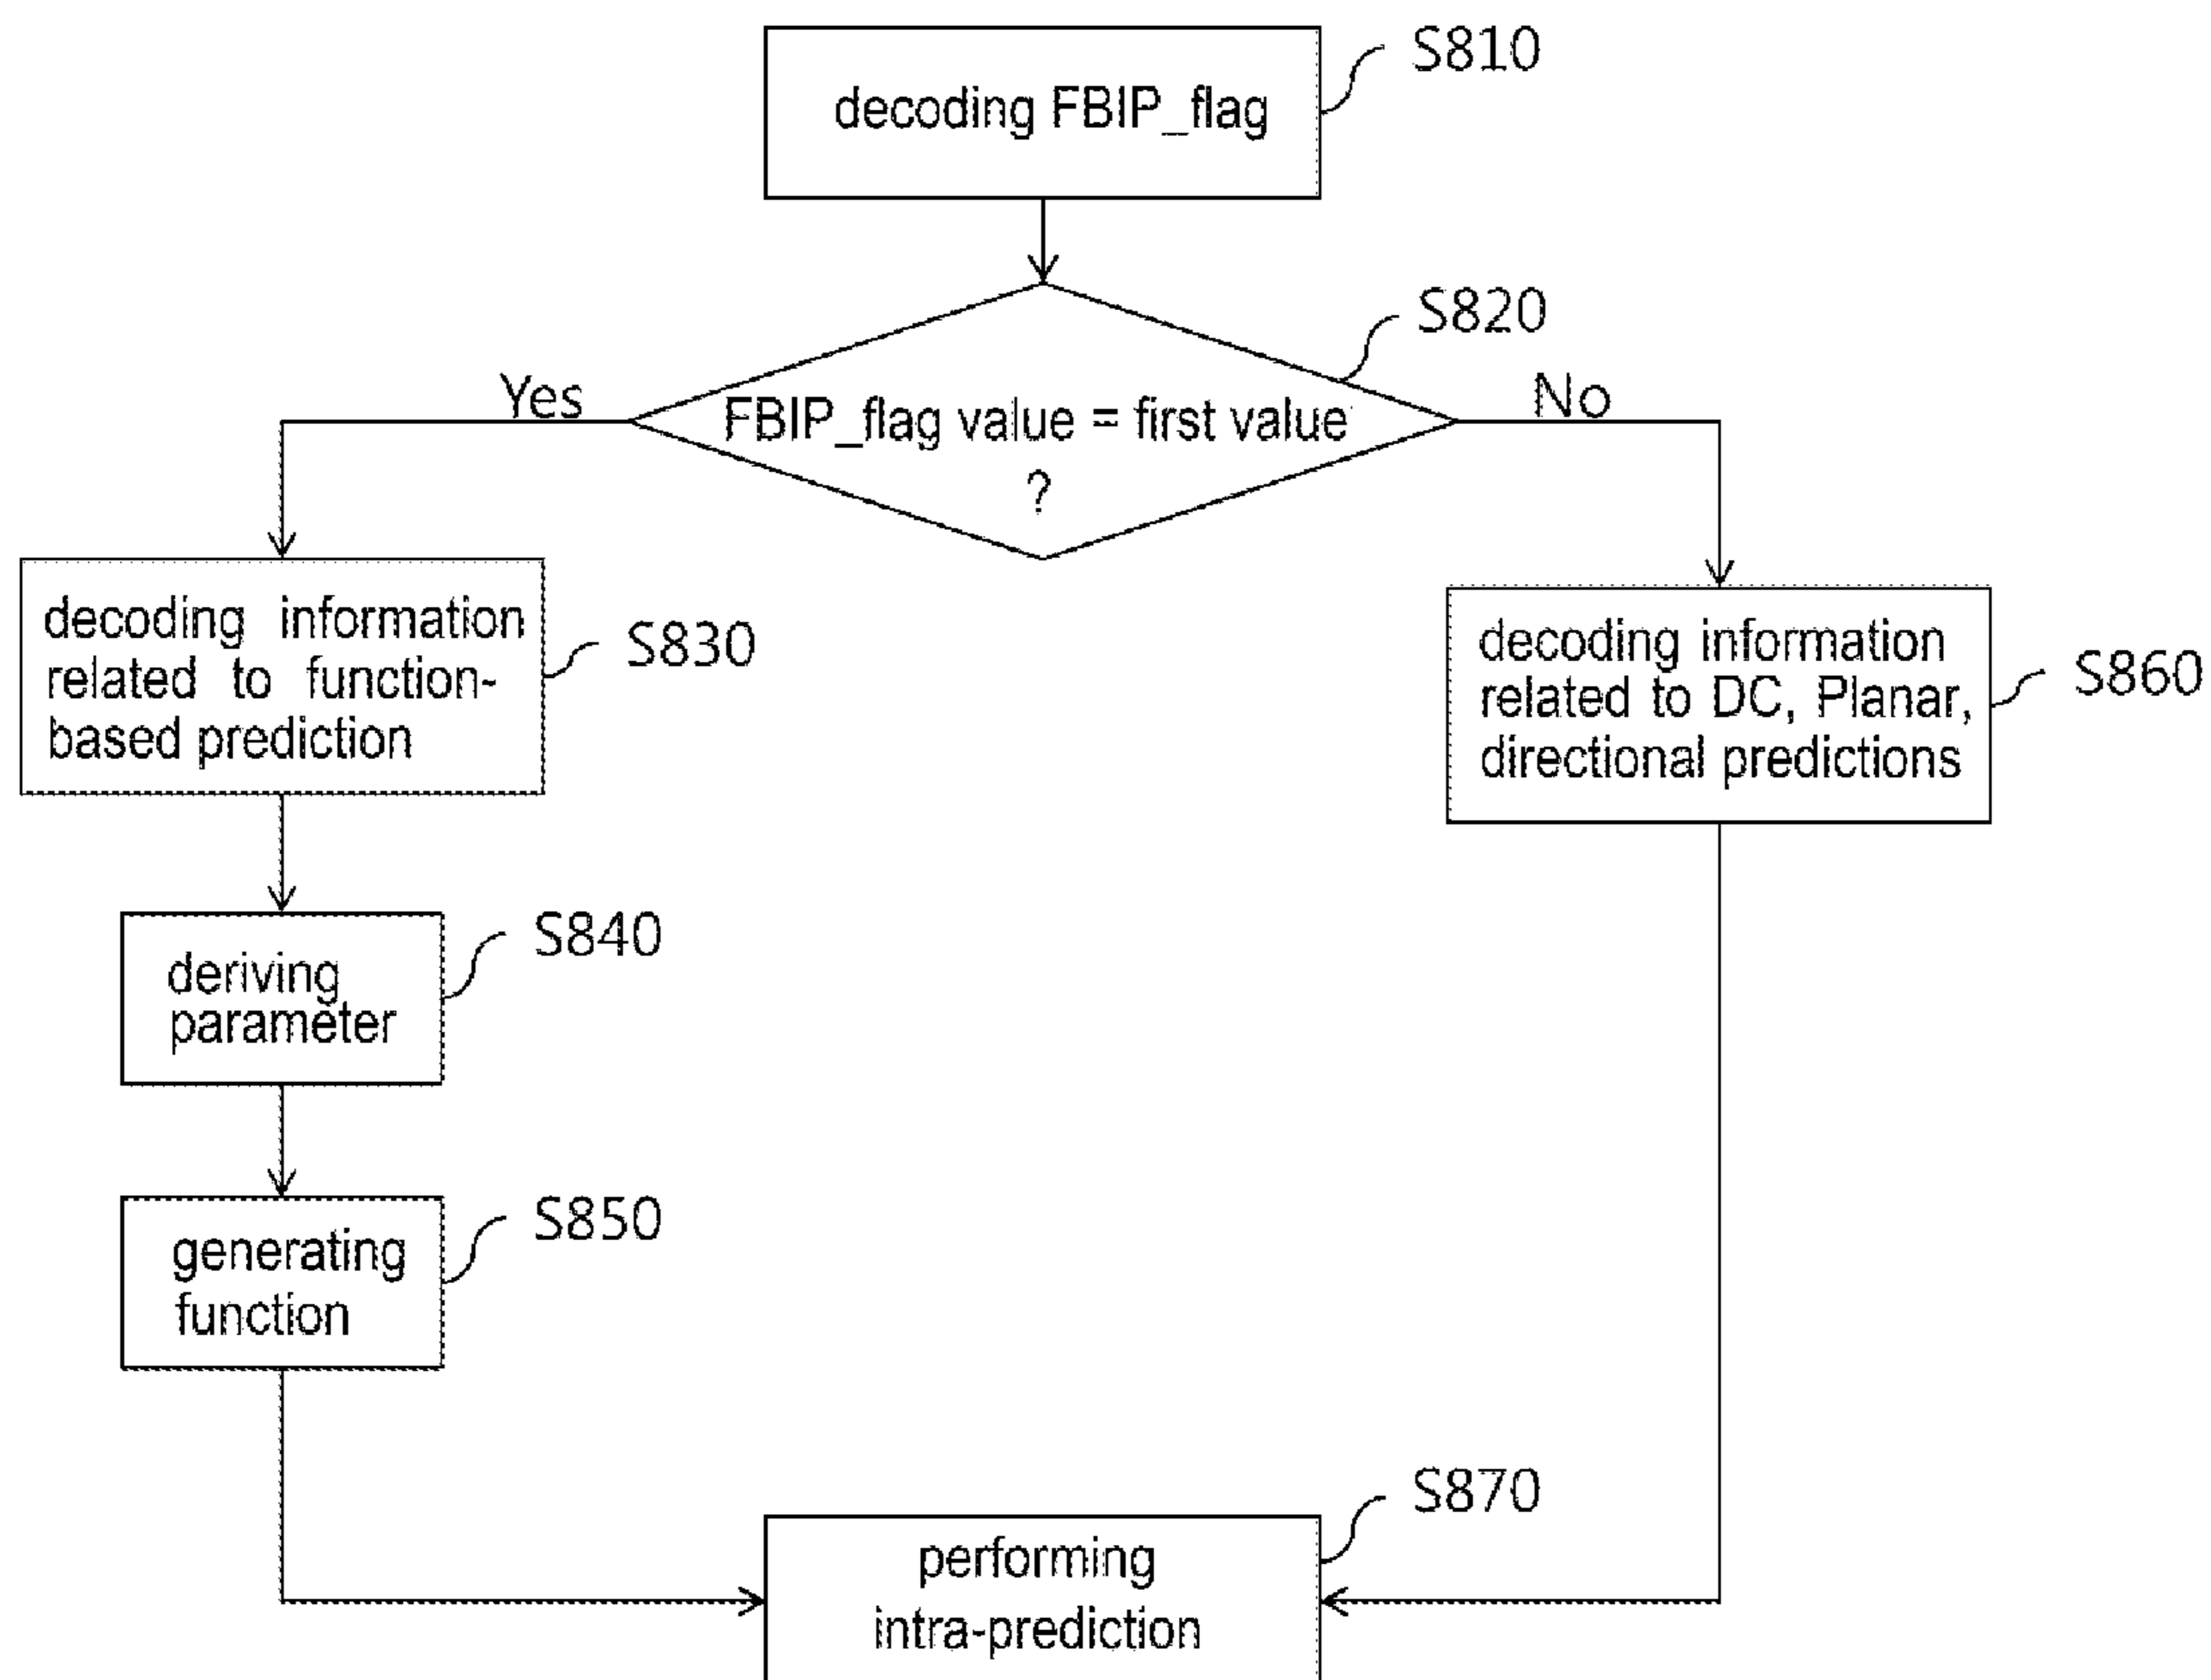 decoding FBIP_flag
S810
S820
Yes
No
FBIP_flag value = first value
?
decoding information
related to function-
based prediction
S830
decoding information
related to DC, Planar,
directional predictions
S860
deriving
parameter
S840
generating
function
S850
performing
intra-prediction
S870